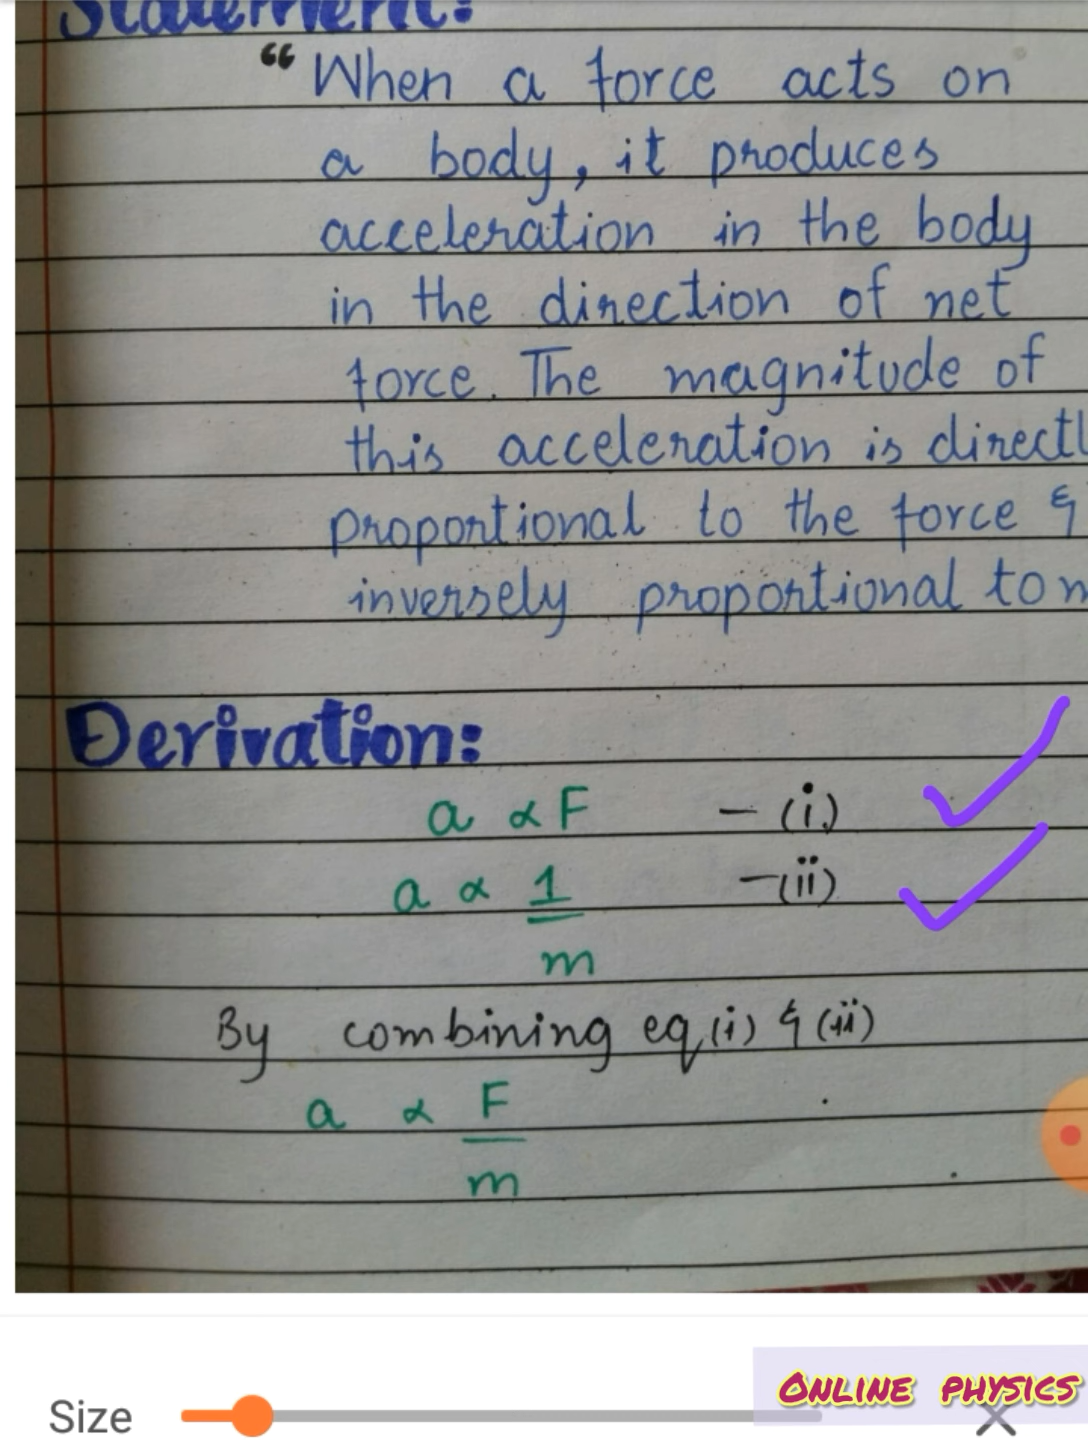 Statement:
“ When a force acts on
a body, it produces
acceleration in the body
in the direction of net
force. The magnitude of
this acceleration is directl
proportional to the force &
inversely proportional to m
Derivation:
a ∝ F - (i)
a ∝ 1 - (ii)
m
By combining eq (i) & (ii)
a ∝ F
m
Size
ONLINE PHYSICS